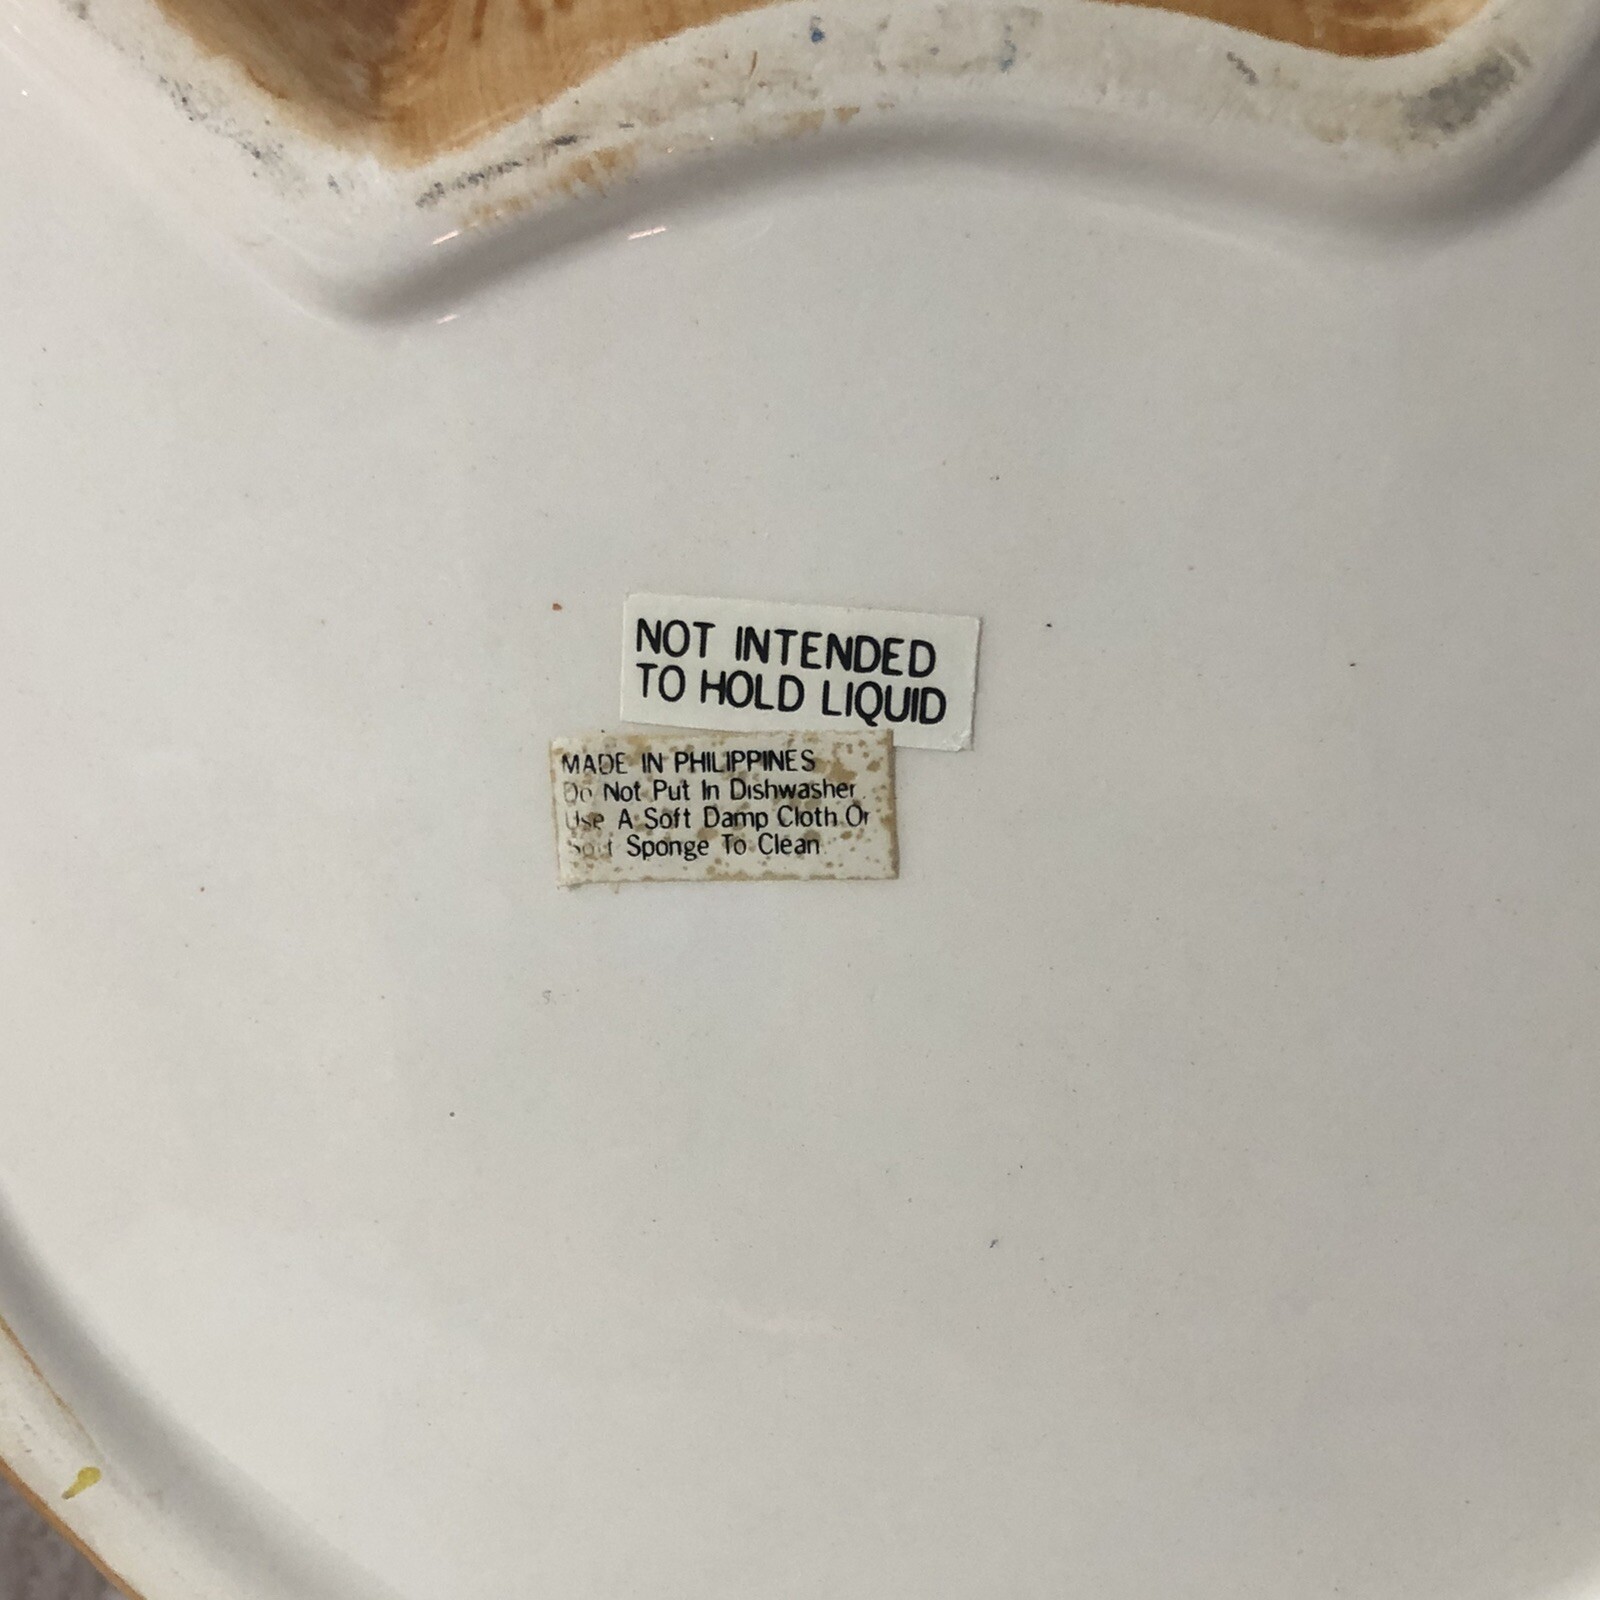 NOT INTENDED
TO HOLD LIQUID
MADE IN PHILIPPINES
Do Not Put In Dishwasher
Use A Soft Damp Cloth Or
Soft Sponge To Clean